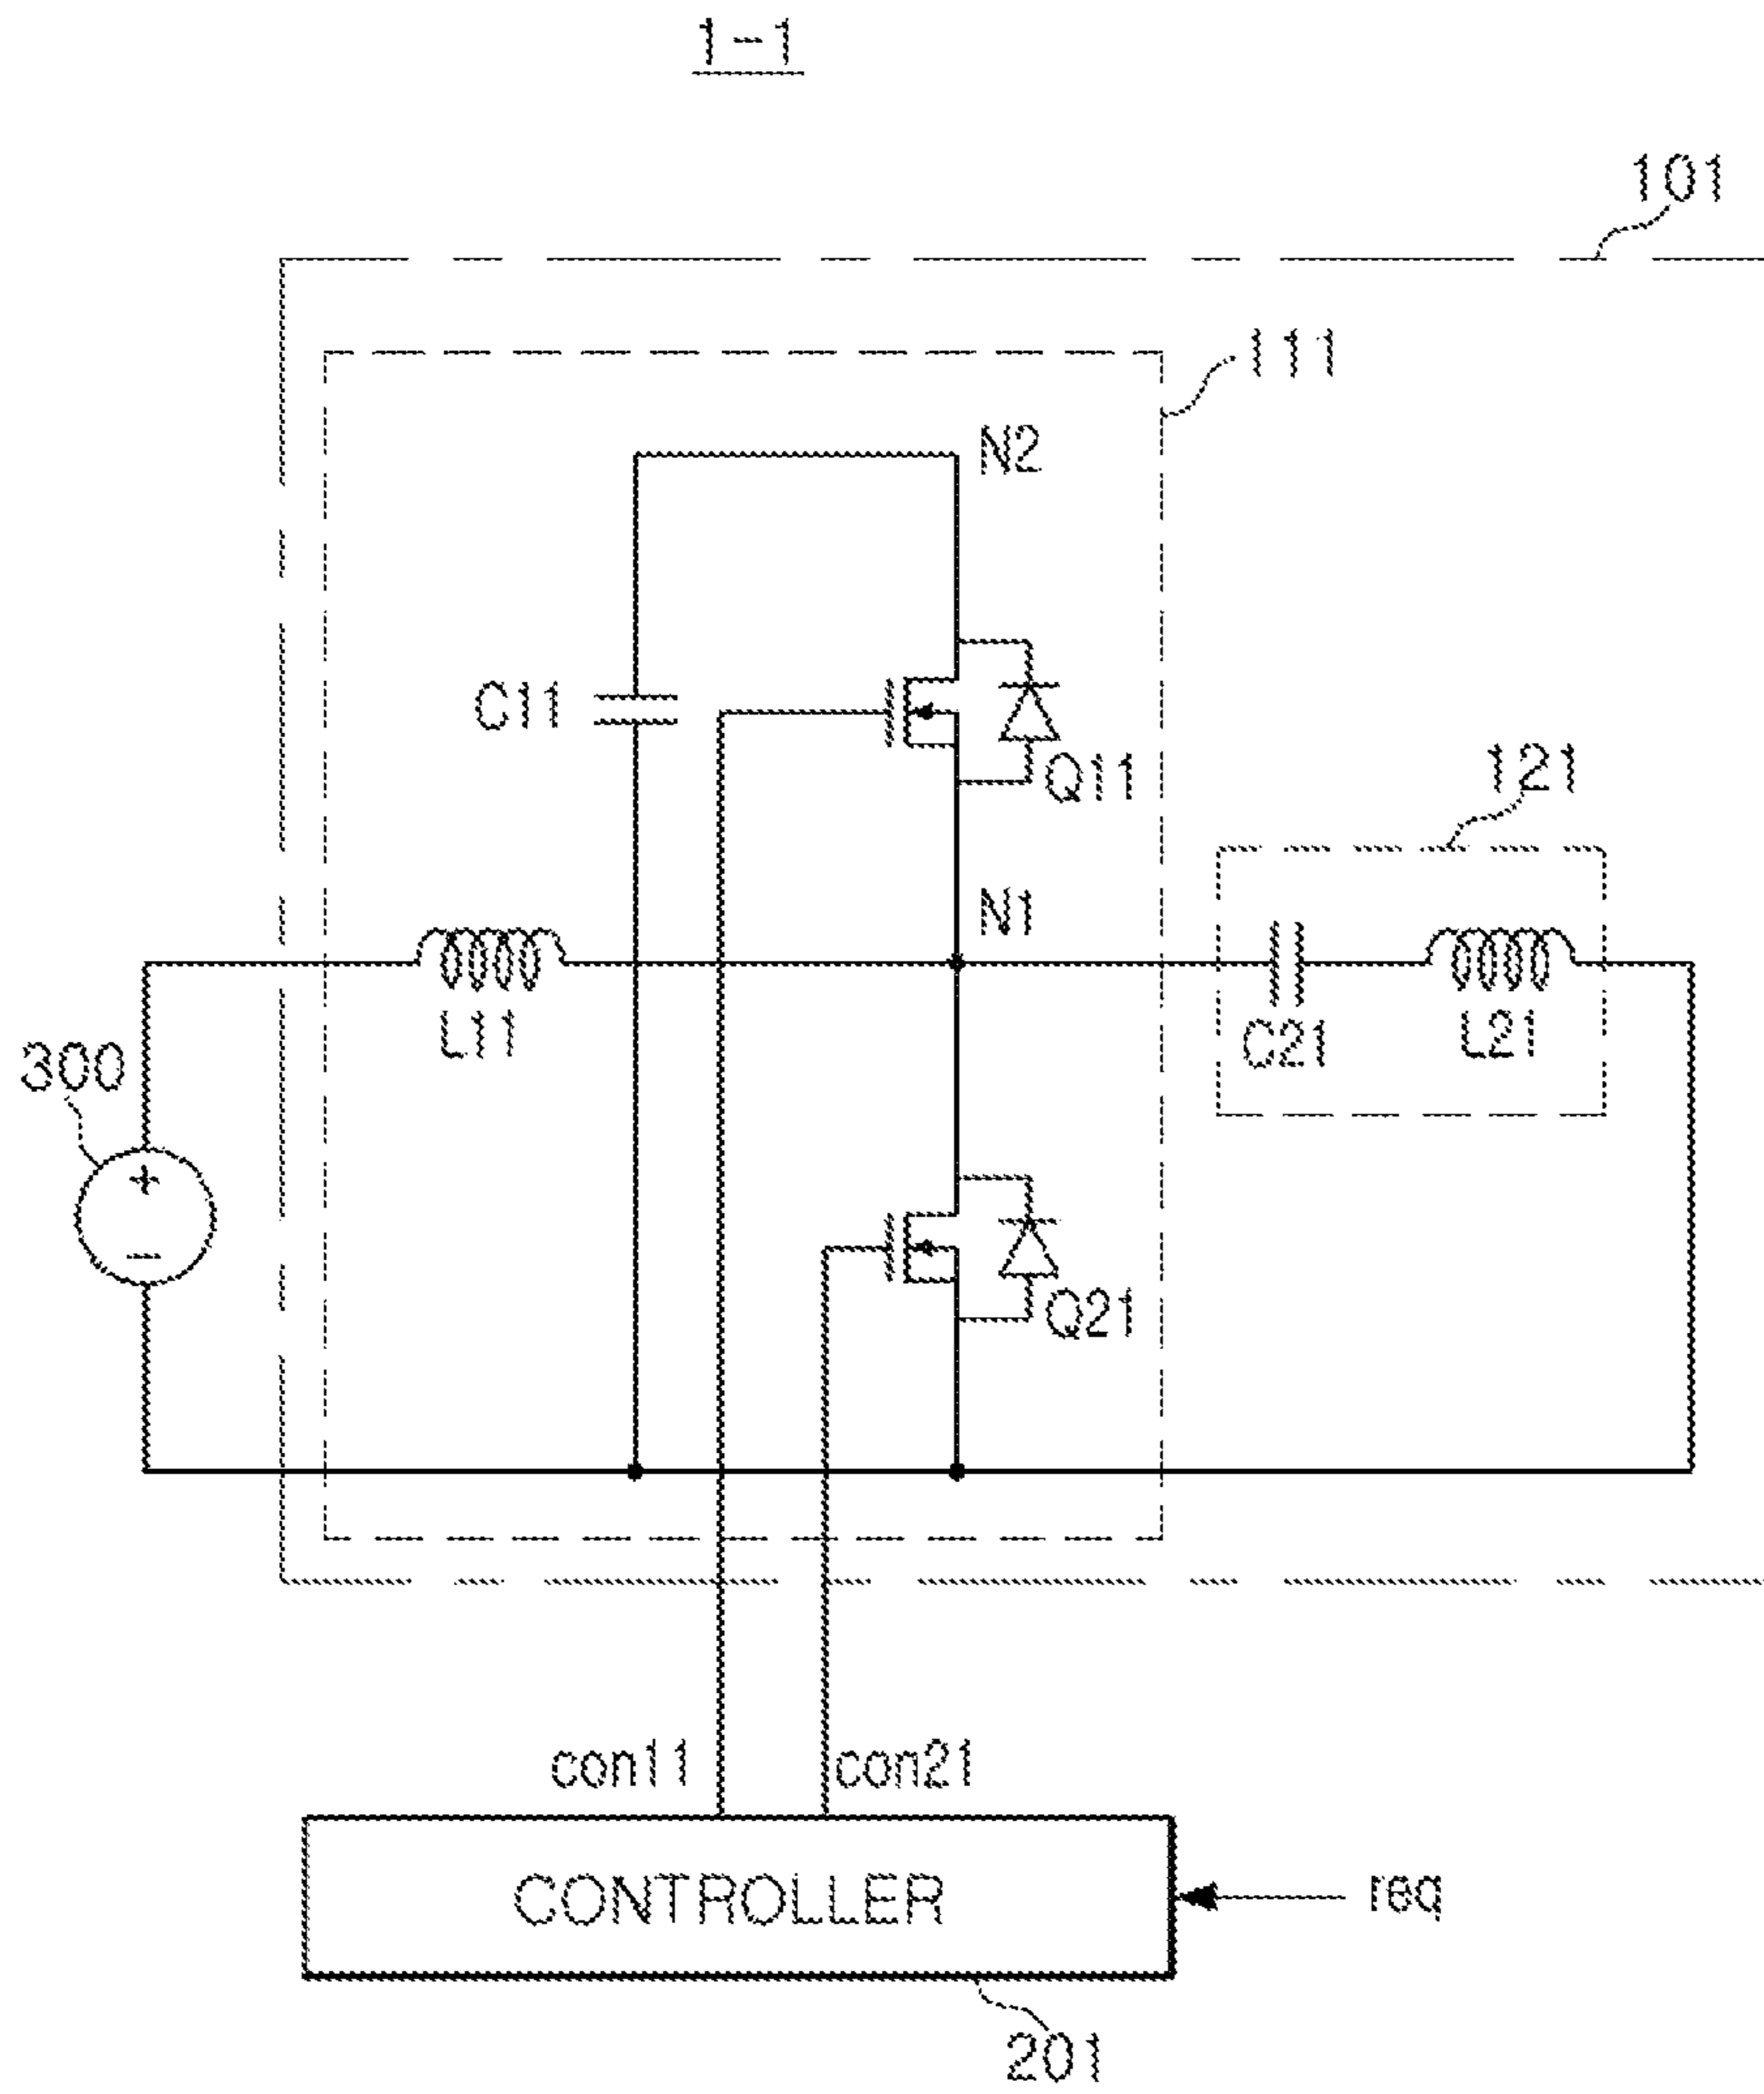 1-1
101
111
N2
C11
Q11
121
N1
L11
C21
L21
300
+
−
Q21
con11
con21
CONTROLLER
req
201